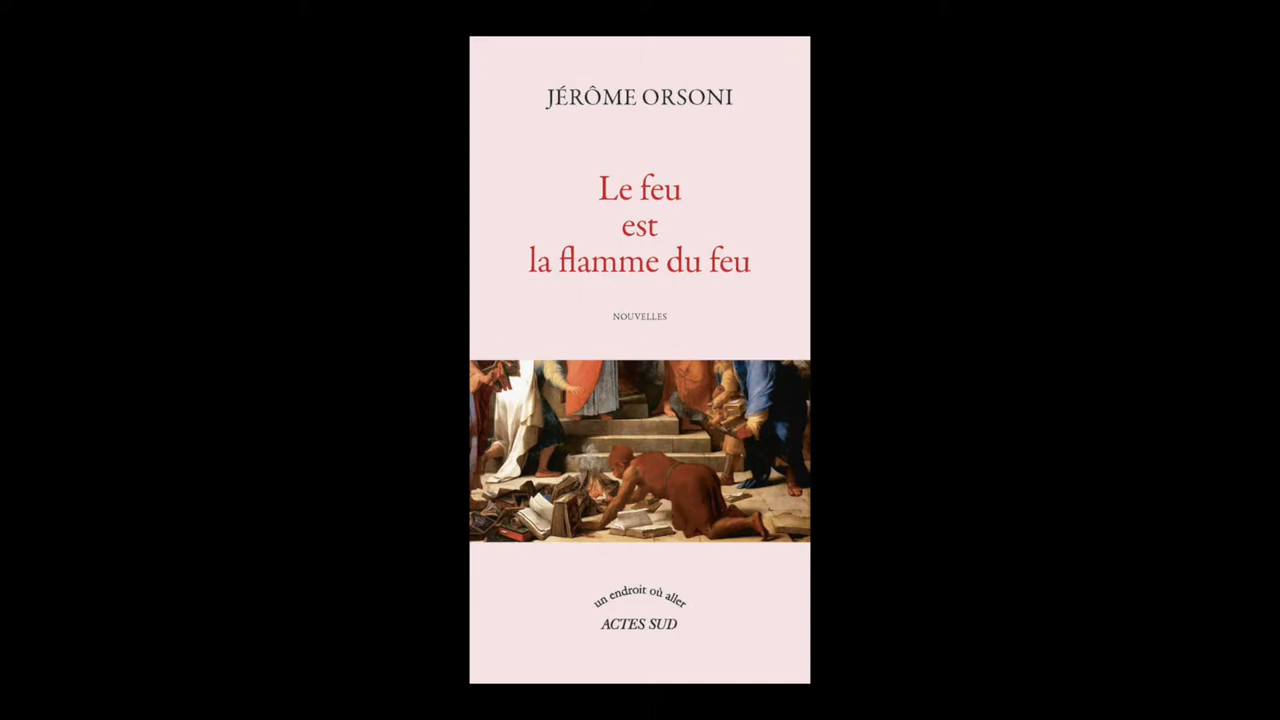 JÉRÔME ORSONI
Le feu
est
la flamme du feu
NOUVELLES
un endroit où aller
ACTES SUD